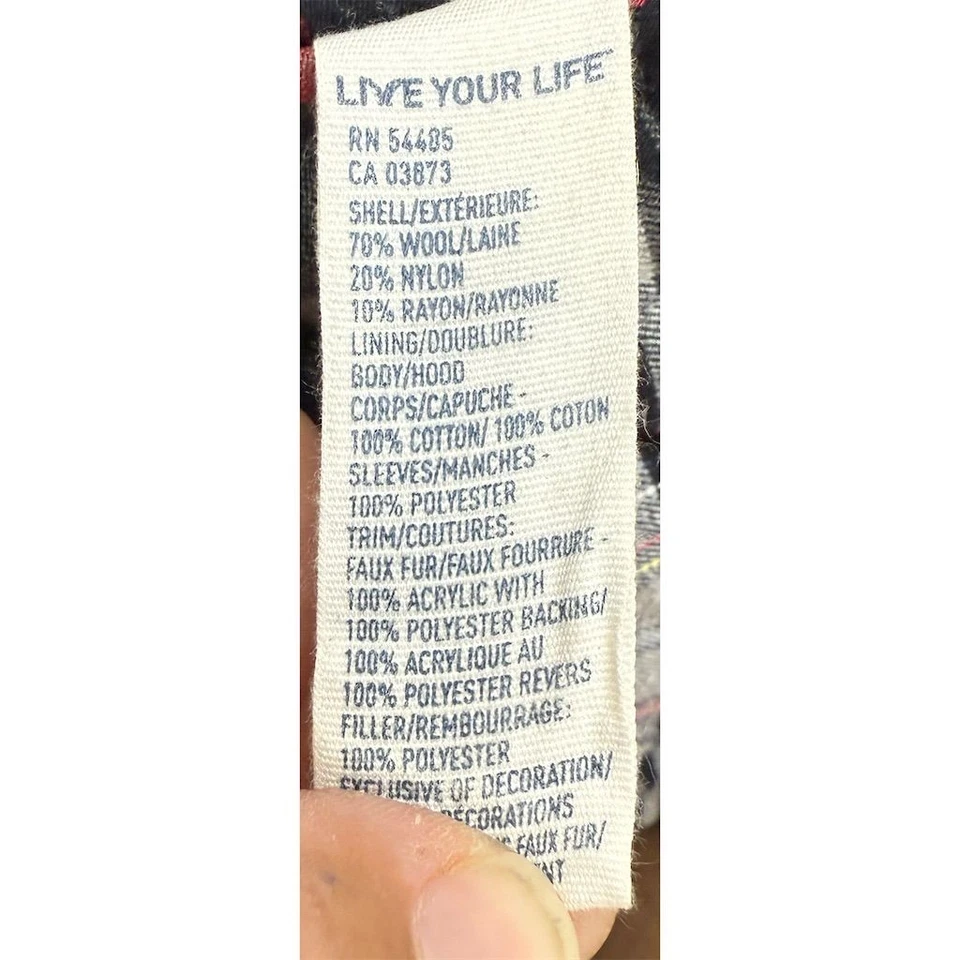 LIVE YOUR LIFE™
RN 54485
CA 03873
SHELL/EXTÉRIEURE:
70% WOOL/LAINE
20% NYLON
10% RAYON/RAYONNE
LINING/DOUBLURE:
BODY/HOOD
CORPS/CAPUCHE -
100% COTTON/ 100% COTON
SLEEVES/MANCHES -
100% POLYESTER
TRIM/COUTURES:
FAUX FUR/FAUX FOURRURE -
100% ACRYLIC WITH
100% POLYESTER BACKING/
100% ACRYLIQUE AU
100% POLYESTER REVERS
FILLER/REMBOURRAGE:
100% POLYESTER
EXCLUSIVE OF DECORATION/
DECORATIONS
FAUX FUR/